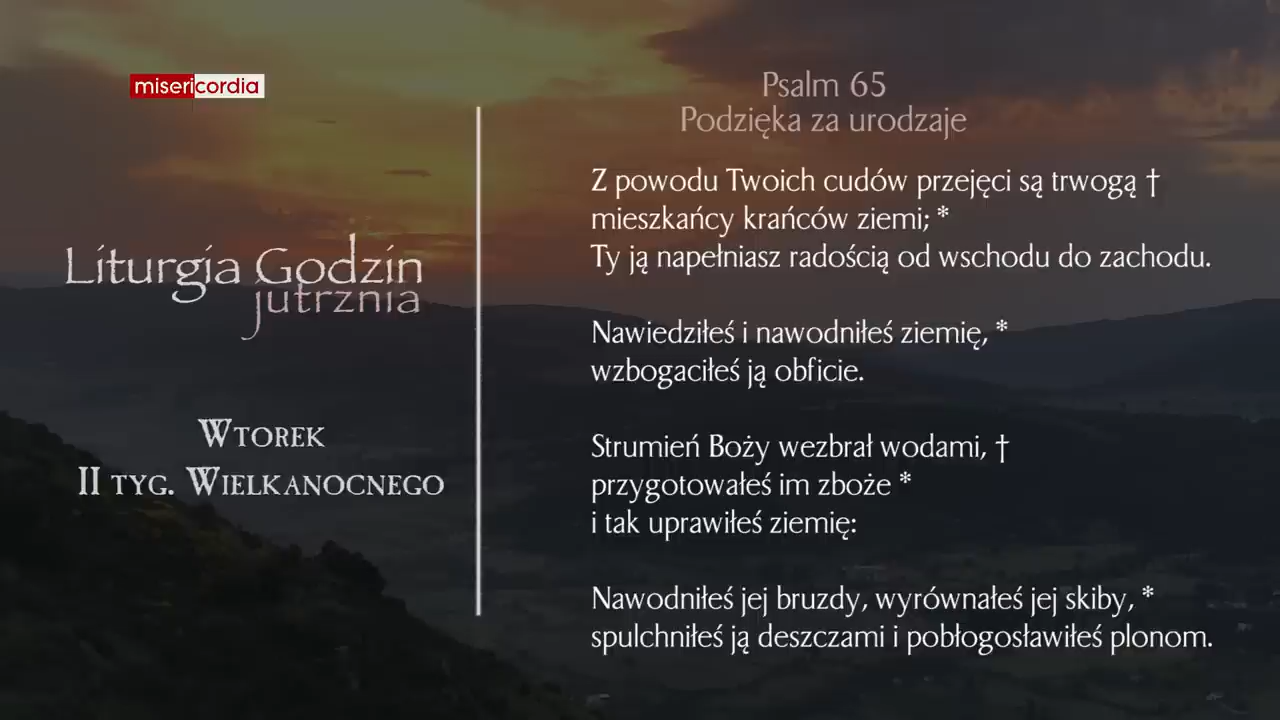 misericordia
Liturgia Godzin
jutrznia
Wtorek
II tyg. Wielkanocnego
Psalm 65
Podzięka za urodzaje
Z powodu Twoich cudów przejęci są trwogą †
mieszkańcy krańców ziemi; *
Ty ją napełniasz radością od wschodu do zachodu.
Nawiedziłeś i nawodniłeś ziemię, *
wzbogaciłeś ją obficie.
Strumień Boży wezbrał wodami, †
przygotowałeś im zboże *
i tak uprawiłeś ziemię:
Nawodniłeś jej bruzdy, wyrównałeś jej skiby, *
spulchniłeś ją deszczami i pobłogosławiłeś plonom.